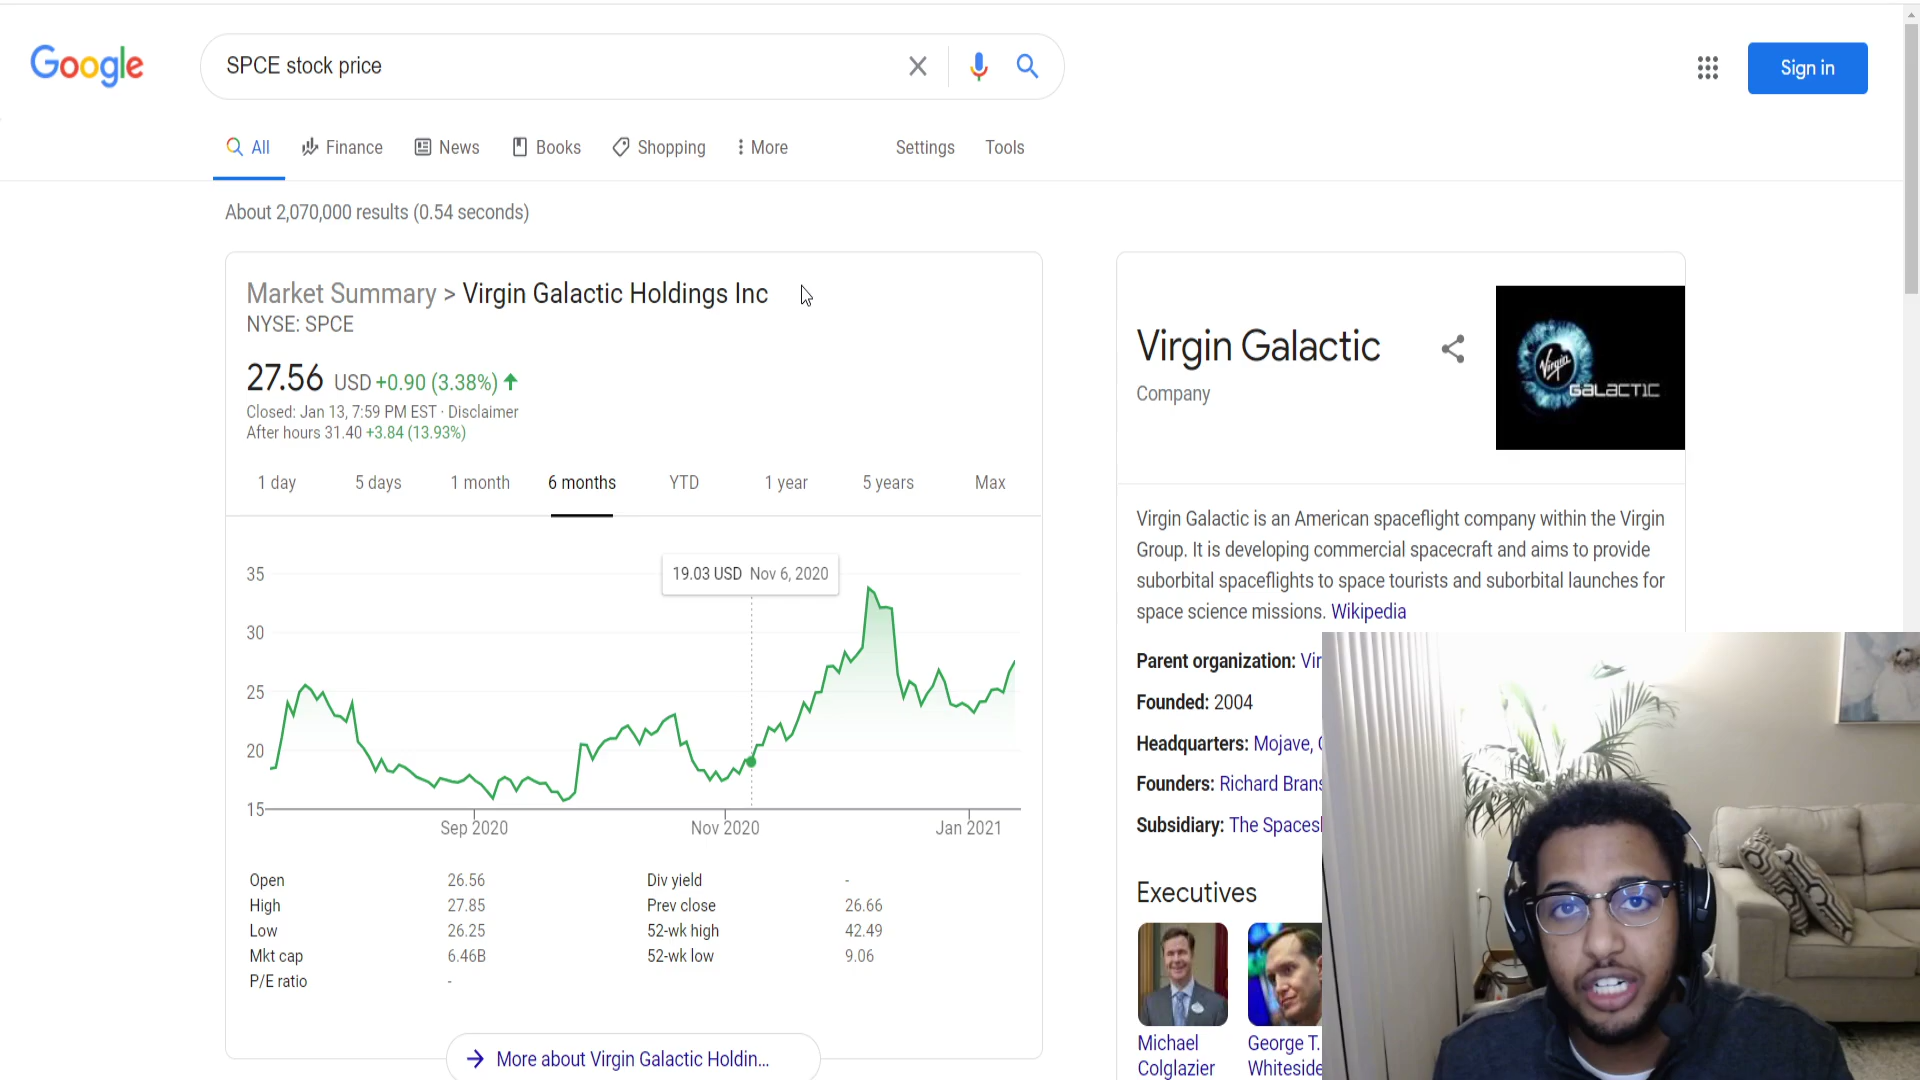 Google
SPCE stock price
Sign in
All
Finance
News
Books
Shopping
More
Settings
Tools
About 2,070,000 results (0.54 seconds)
Market Summary > Virgin Galactic Holdings Inc
NYSE: SPCE
27.56 USD +0.90 (3.38%)
Closed: Jan 13, 7:59 PM EST · Disclaimer
After hours 31.40 +3.84 (13.93%)
1 day
5 days
1 month
6 months
YTD
1 year
5 years
Max
19.03 USD Nov 6, 2020
35
30
25
20
15
Sep 2020
Nov 2020
Jan 2021
Open 26.56
High 27.85
Low 26.25
Mkt cap 6.46B
P/E ratio -
Div yield -
Prev close 26.66
52-wk high 42.49
52-wk low 9.06
More about Virgin Galactic Holdin...
Virgin Galactic
Company
Virgin
GALACTIC
Virgin Galactic is an American spaceflight company within the Virgin
Group. It is developing commercial spacecraft and aims to provide
suborbital spaceflights to space tourists and suborbital launches for
space science missions. Wikipedia
Parent organization: Vir
Founded: 2004
Headquarters: Mojave, C
Founders: Richard Brans
Subsidiary: The Spaces
Executives
Michael
Colglazier
George T.
Whiteside